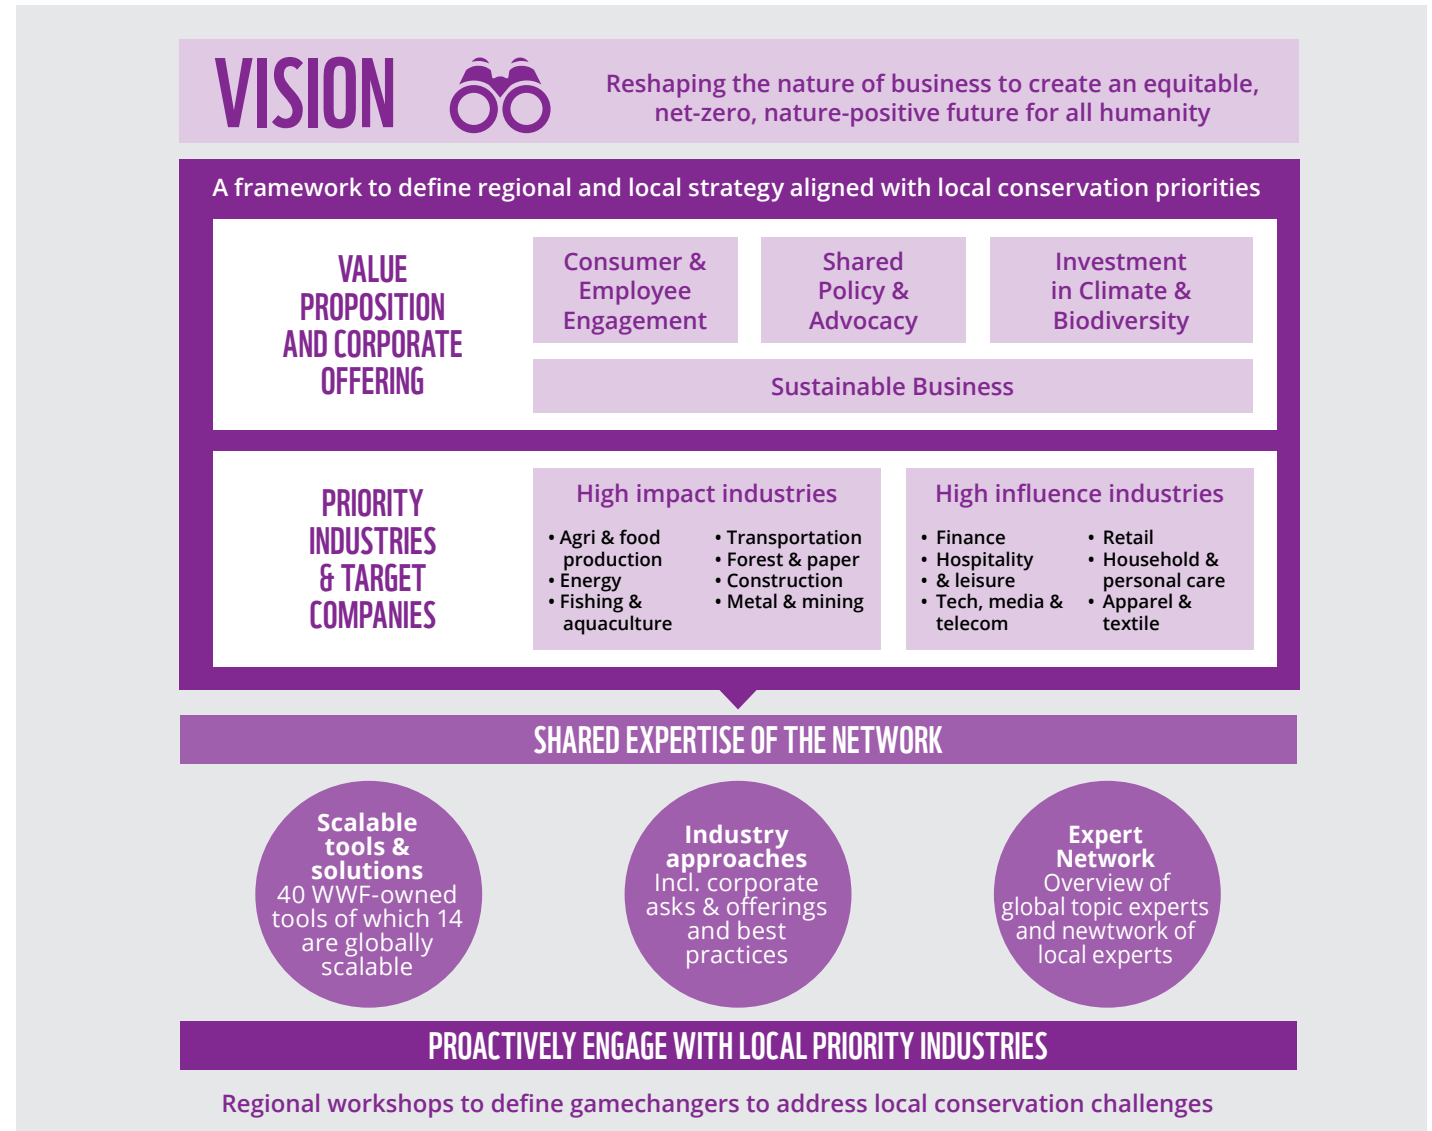 VISION
Reshaping the nature of business to create an equitable,
net-zero, nature-positive future for all humanity
A framework to define regional and local strategy aligned with local conservation priorities
VALUE
PROPOSITION
AND CORPORATE
OFFERING
Consumer &
Employee
Engagement
Shared
Policy &
Advocacy
Investment
in Climate &
Biodiversity
Sustainable Business
PRIORITY
INDUSTRIES
& TARGET
COMPANIES
High impact industries
• Agri & food
production
• Energy
• Fishing &
aquaculture
• Transportation
• Forest & paper
• Construction
• Metal & mining
High influence industries
• Finance
• Hospitality
• & leisure
• Tech, media &
telecom
• Retail
• Household &
personal care
• Apparel &
textile
SHARED EXPERTISE OF THE NETWORK
Scalable
tools &
solutions
40 WWF-owned
tools of which 14
are globally
scalable
Industry
approaches
Incl. corporate
asks & offerings
and best
practices
Expert
Network
Overview of
global topic experts
and newtwork of
local experts
PROACTIVELY ENGAGE WITH LOCAL PRIORITY INDUSTRIES
Regional workshops to define gamechangers to address local conservation challenges